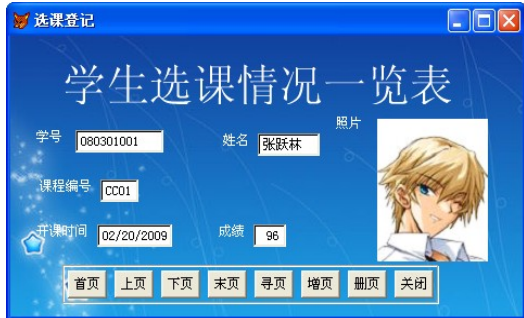 选课登记
学生选课情况一览表
学号 080301001 姓名 张跃林 照片
课程编号 CC01
开课时间 02/20/2009 成绩 96
首页 上页 下页 末页 寻页 增页 删页 关闭